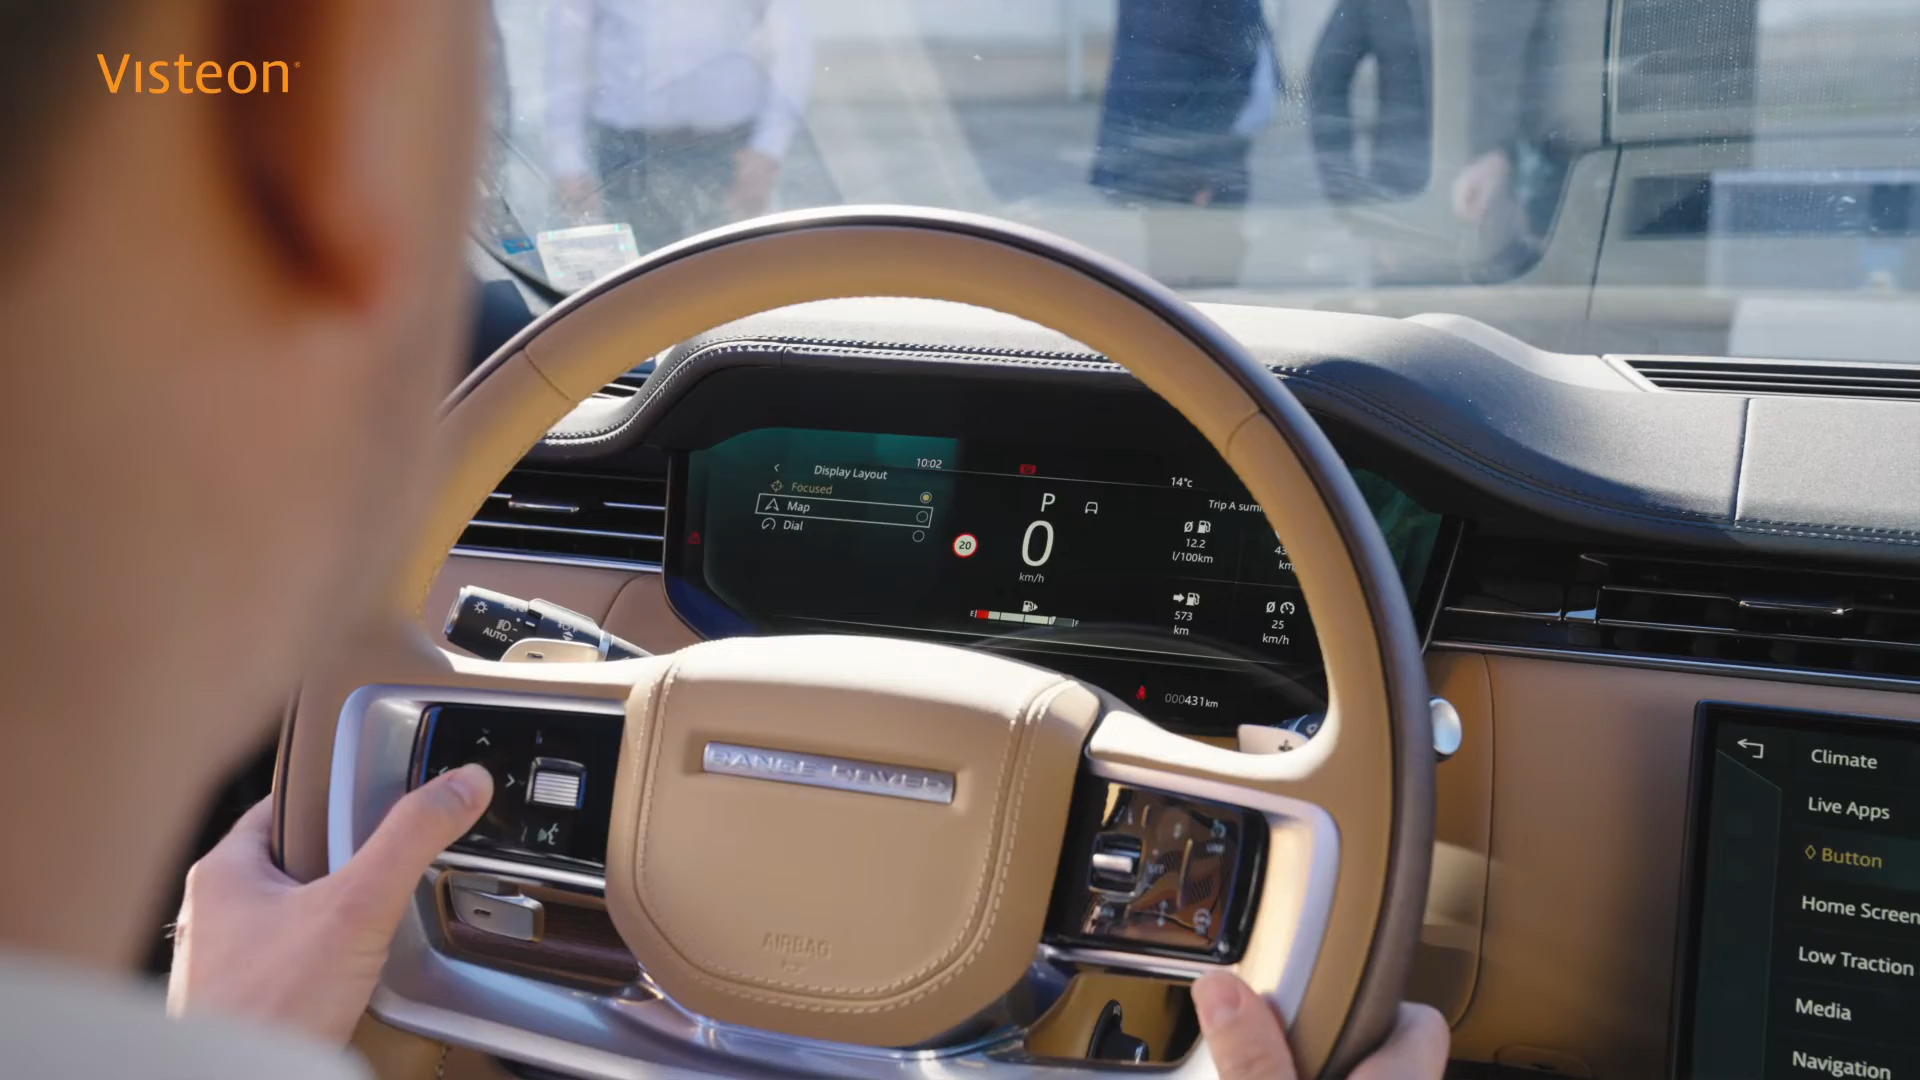 Visteon
10:02
Display Layout
Focused
Map
Dial
20
P
0
km/h
E
F
14°c
Trip A
12.2
l/100km
573
km
25
km/h
000431km
AUTO
RANGE ROVER
AIRBAG
Climate
Live Apps
Button
Home Screen
Low Traction
Media
Navigation